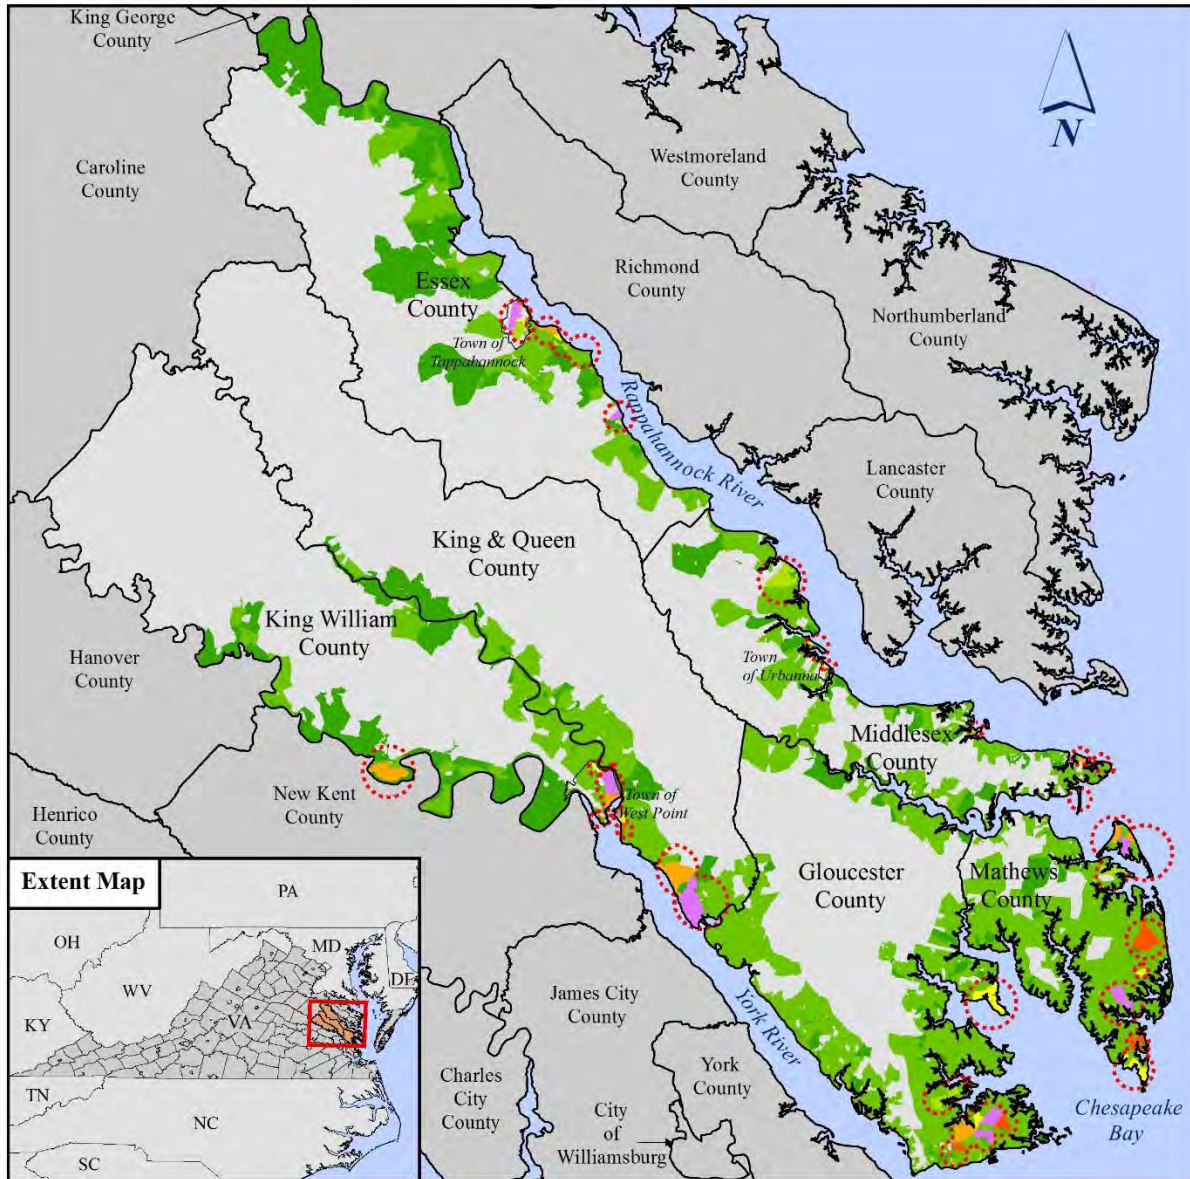 King George
County
Caroline
County
Westmoreland
County
N
Richmond
County
Northumberland
County
Essex
County
Town of
Tappahannock
Rappahannock River
Lancaster
County
King & Queen
County
King William
County
Hanover
County
Town
of Urbanna
Middlesex
County
New Kent
County
Town of
West Point
Henrico
County
Gloucester
County
Mathews
County
York River
James City
County
York
County
Charles
City
County
City
of
Williamsburg
Chesapeake
Bay
Extent Map
PA
OH
MD
DE
WV
KY
VA
TN
NC
SC